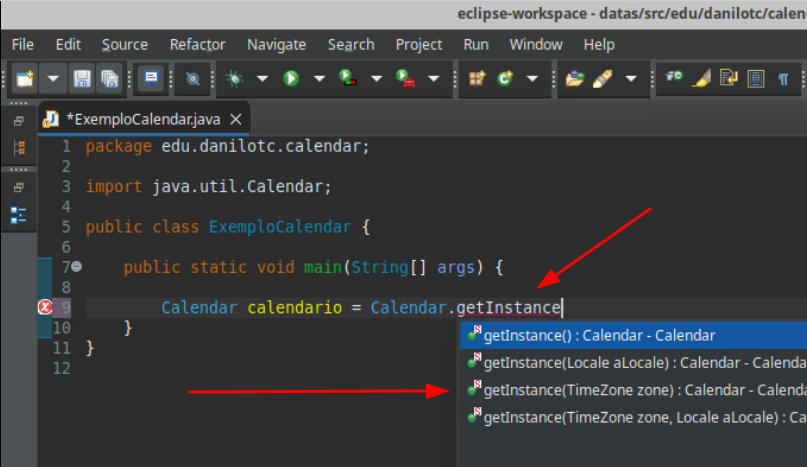 eclipse-workspace - datas/src/edu/danilotc/calen
File Edit Source Refactor Navigate Search Project Run Window Help
*ExemploCalendar.java
1 package edu.danilotc.calendar;
2
3 import java.util.Calendar;
4
5 public class ExemploCalendar {
6
7 public static void main(String[] args) {
8
9 Calendar calendario = Calendar.getInstance
10 }
11 }
12
getInstance() : Calendar - Calendar
getInstance(Locale aLocale) : Calendar - Calenda
getInstance(TimeZone zone) : Calendar - Calenda
getInstance(TimeZone zone, Locale aLocale) : Ca